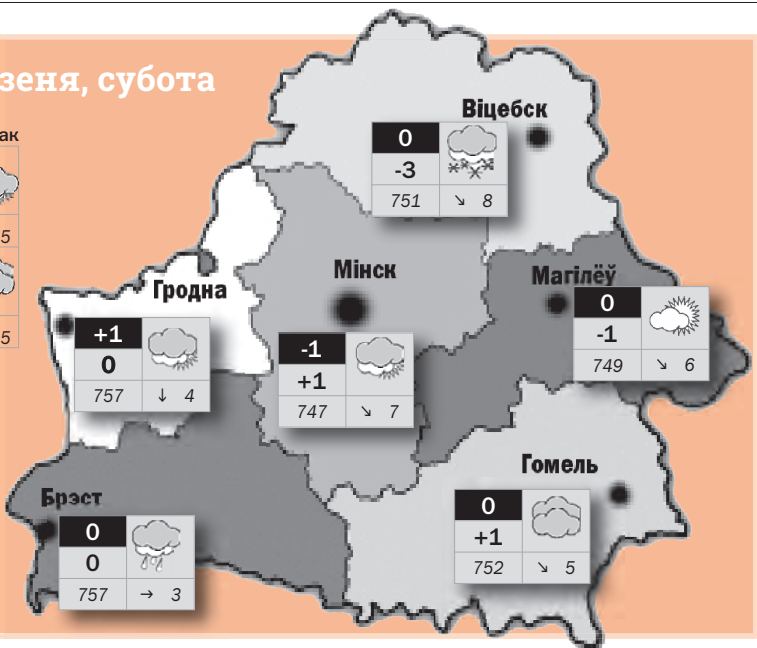 зеня, субота
ак
5
5
Віцебск
0
-3
751 ↘ 8
Мінск
-1
+1
747 ↘ 7
Магілёў
0
-1
749 ↘ 6
Гродна
+1
0
757 ↓ 4
Гомель
0
+1
752 ↘ 5
Брэст
0
0
757 → 3